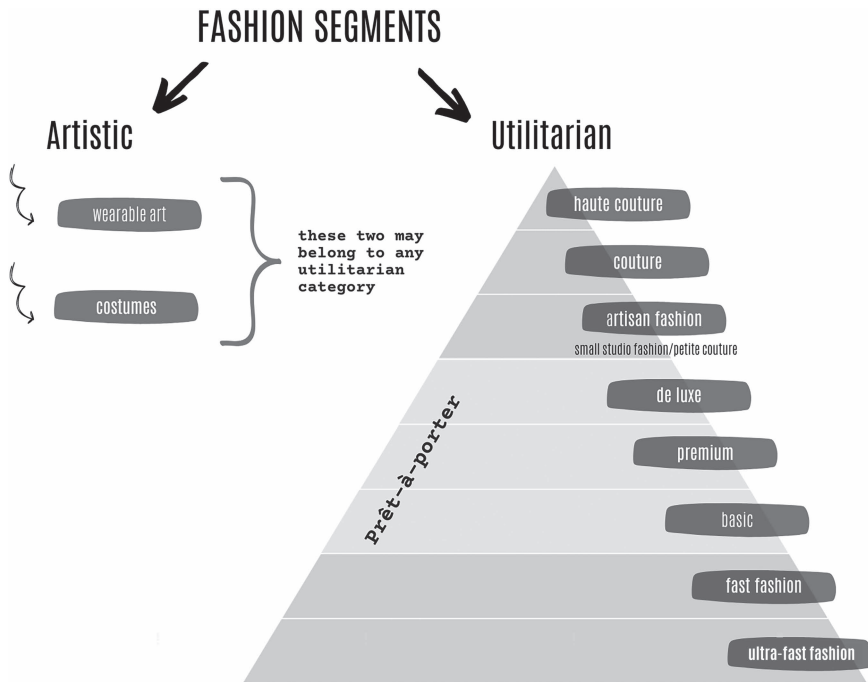 FASHION SEGMENTS
Artistic
wearable art
costumes
these two may
belong to any
utilitarian
category
Utilitarian
haute couture
couture
artisan fashion
small studio fashion/petite couture
de luxe
premium
basic
fast fashion
ultra-fast fashion
Prêt-à-porter